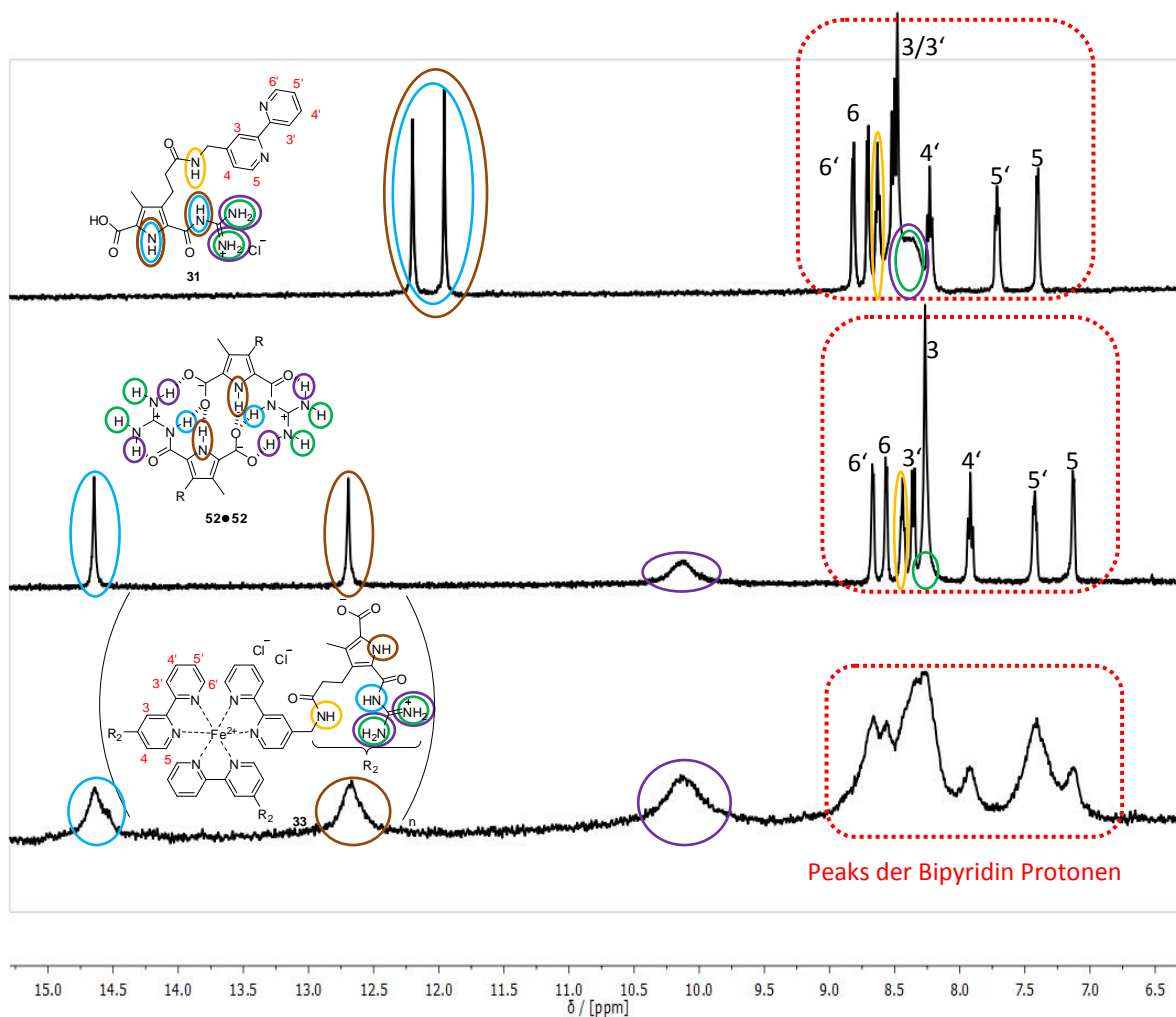 3/3‘
6‘
6
4‘
5‘
5
6'
5'
4'
3'
3
4
5
N
N
O
N
H
HO
O
N
H
O
H
N
NH2
NH2
+
Cl−
31
6‘
6
3‘
3
4‘
5‘
5
R
O
H
N
O
−
+
R
52●52
4'
5'
3'
6'
3
4
5
N
Fe2+
Cl−
Cl−
−O
O
NH
O
O
HN
NH
+
NH2
H2N
R2
R2
R2
33
n
Peaks der Bipyridin Protonen
15.0 14.5 14.0 13.5 13.0 12.5 12.0 11.5 11.0 10.5 10.0 9.5 9.0 8.5 8.0 7.5 7.0 6.5
δ / [ppm]